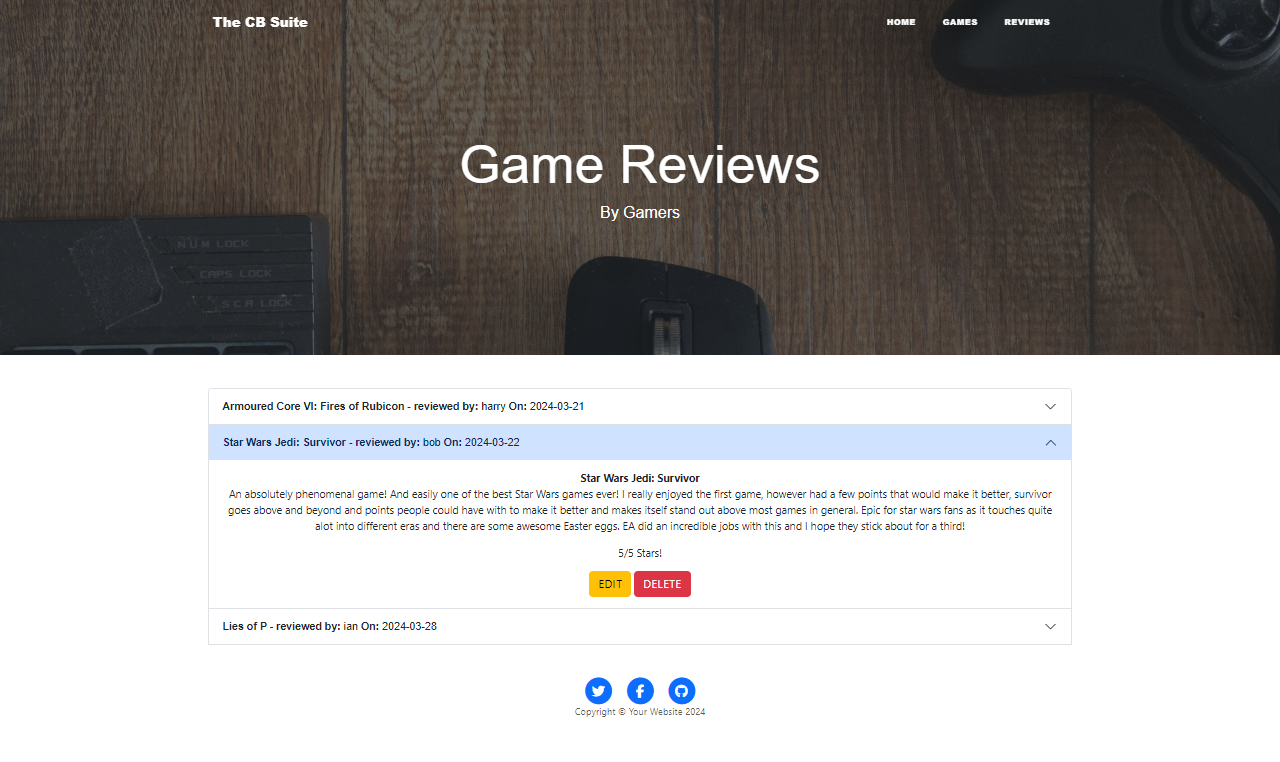 The CB Suite
HOME GAMES REVIEWS
Game Reviews
By Gamers
NUM LOCK
CAPS LOCK
SCR LOCK
Armoured Core VI: Fires of Rubicon - reviewed by: harry On: 2024-03-21
Star Wars Jedi: Survivor - reviewed by: bob On: 2024-03-22
Star Wars Jedi: Survivor
An absolutely phenomenal game! And easily one of the best Star Wars games ever! I really enjoyed the first game, however had a few points that would make it better, survivor
goes above and beyond and points people could have with to make it better and makes itself stand out above most games in general. Epic for star wars fans as it touches quite
alot into different eras and there are some awesome Easter eggs. EA did an incredible jobs with this and I hope they stick about for a third!
5/5 Stars!
EDIT DELETE
Lies of P - reviewed by: ian On: 2024-03-28
Copyright © Your Website 2024